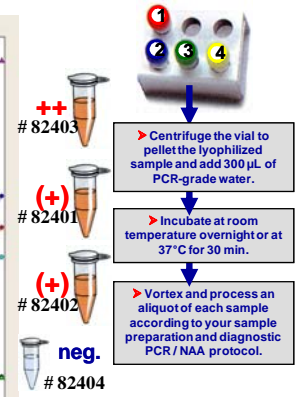 1
2
3
4
++
# 82403
(+)
# 82401
(+)
# 82402
neg.
# 82404
➤ Centrifuge the vial to
pellet the lyophilized
sample and add 300 µL of
PCR-grade water.
➤ Incubate at room
temperature overnight or at
37°C for 30 min.
➤ Vortex and process an
aliquot of each sample
according to your sample
preparation and diagnostic
PCR / NAA protocol.